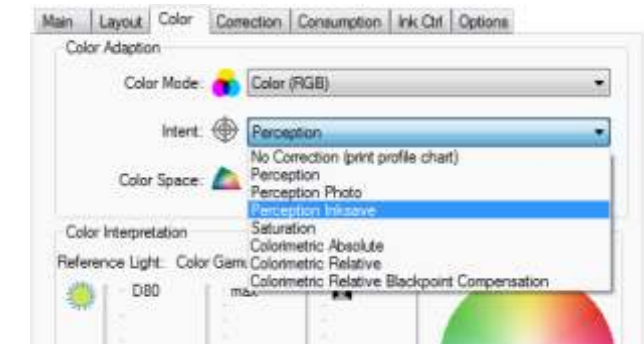 Main Layout Color Correction Consumption Ink Ctrl Options
Color Adaption
Color Mode: Color (RGB)
Intent: Perception
No Correction (print profile chart)
Perception
Color Space:
Perception Photo
Perception Inksave
Saturation
Color Interpretation
Colorimetric Absolute
Reference Light: Color Gam
Colorimetric Relative
Colorimetric Relative Blackpoint Compensation
D80 max